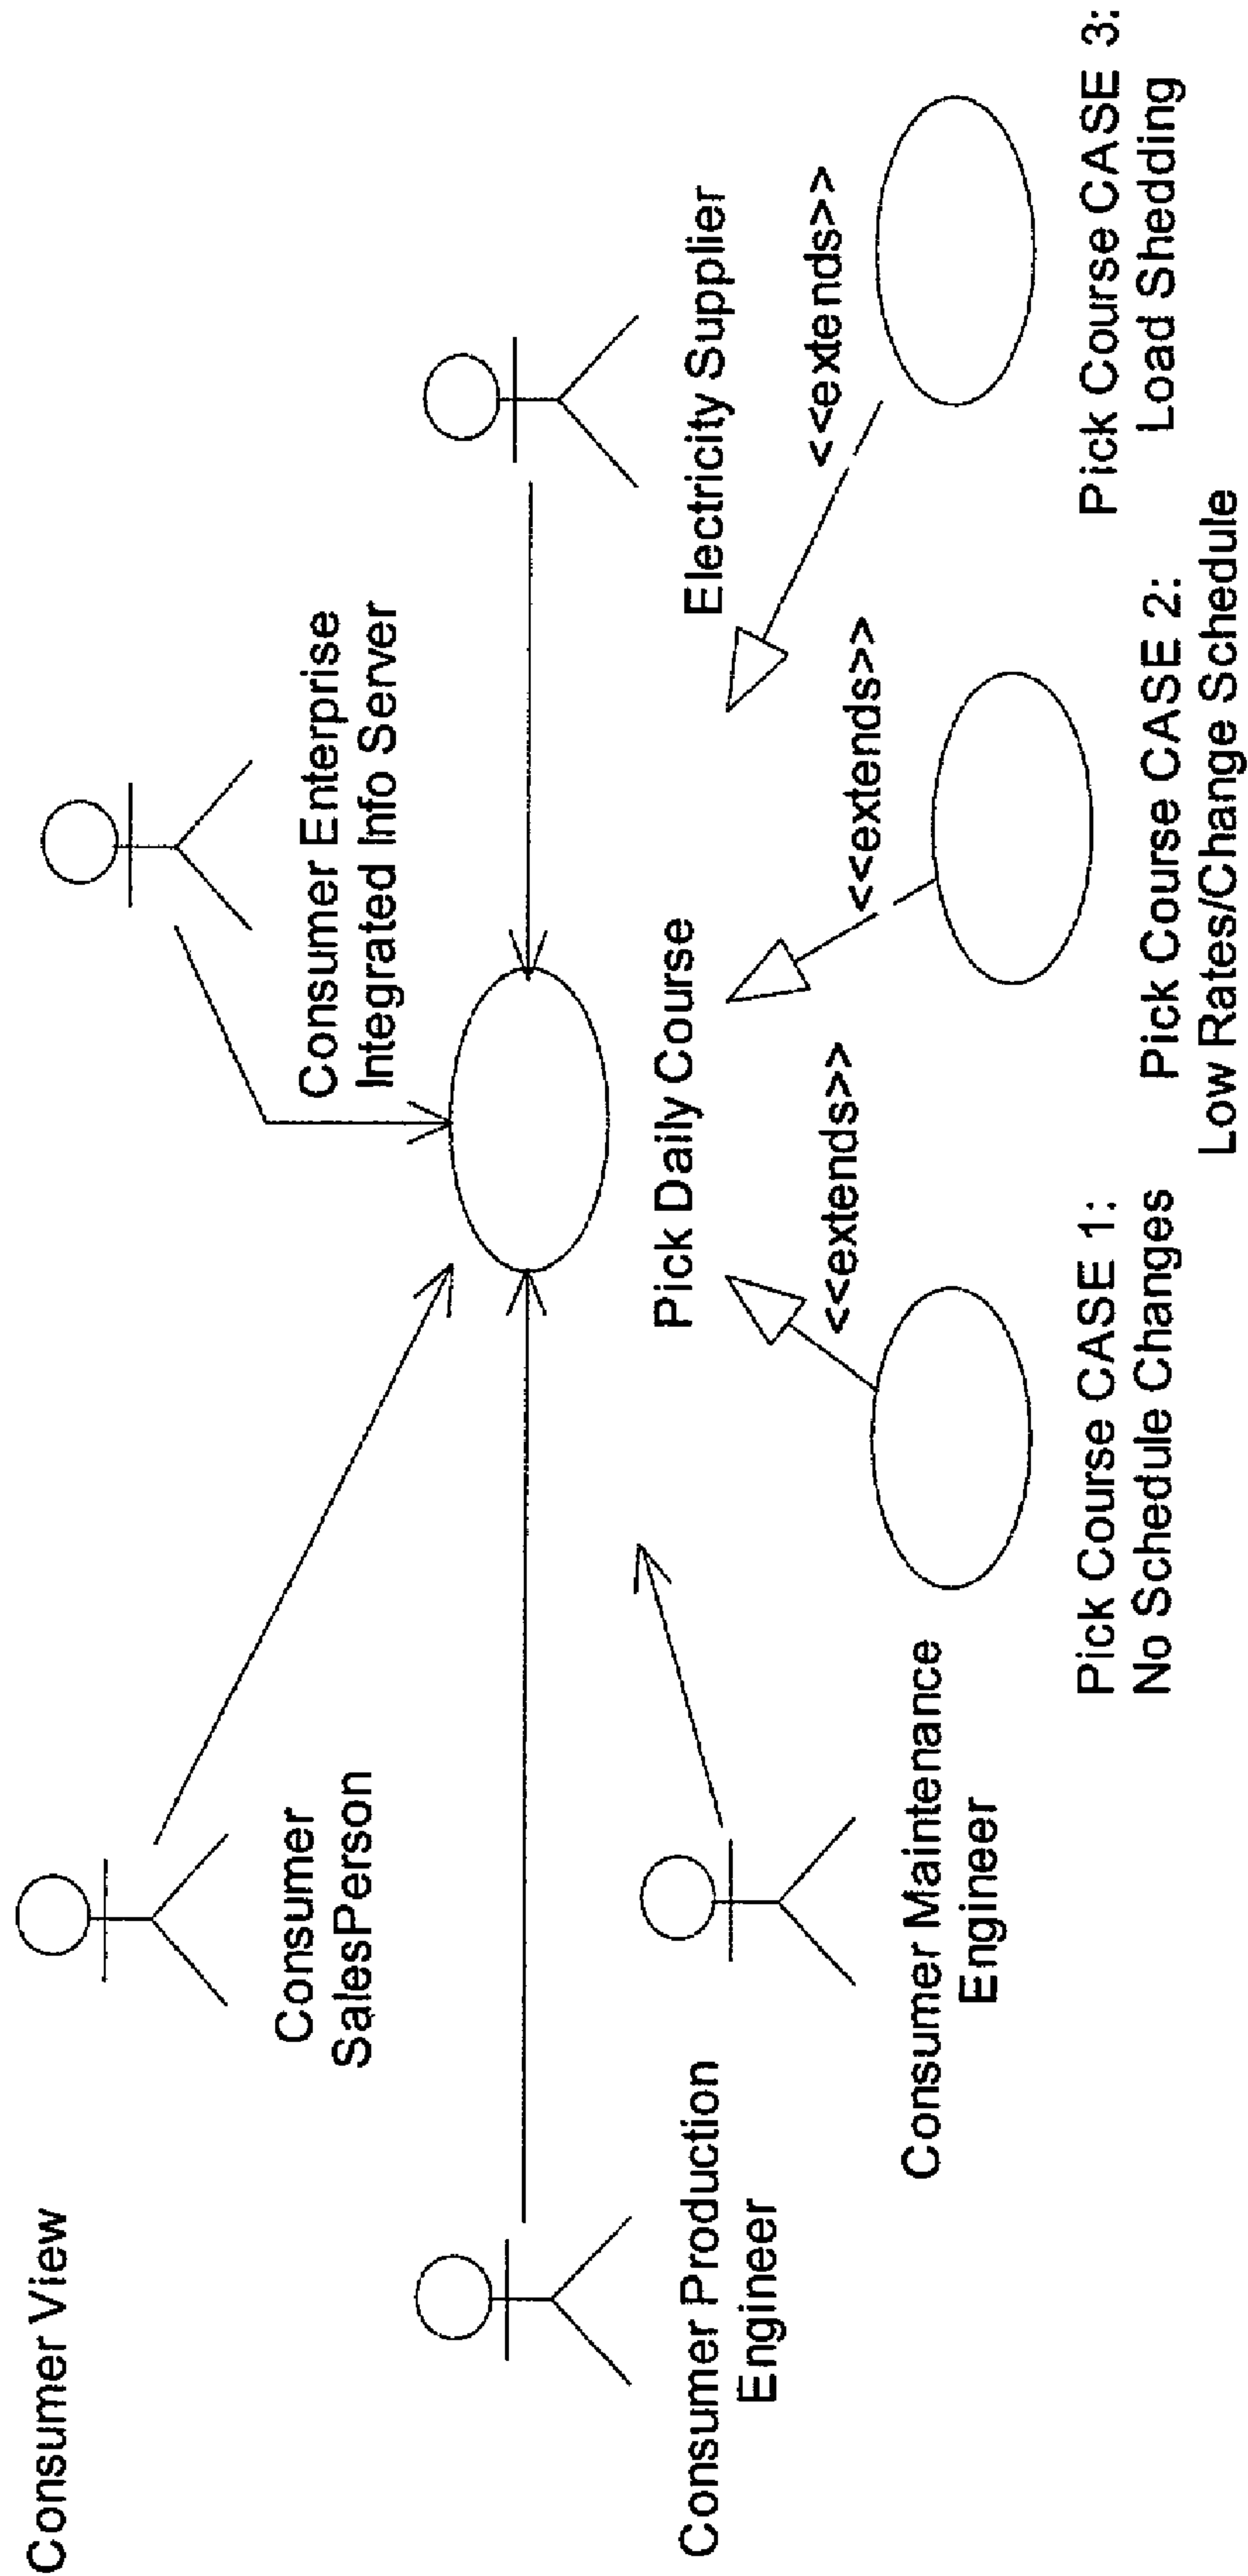 Consumer View
Consumer
SalesPerson
Consumer Enterprise
Integrated Info Server
Consumer Production
Engineer
Pick Daily Course
Electricity Supplier
Consumer Maintenance
Engineer
<<extends>>
<<extends>>
<<extends>>
Pick Course CASE 1:
No Schedule Changes
Pick Course CASE 2:
Low Rates/Change Schedule
Pick Course CASE 3:
Load Shedding